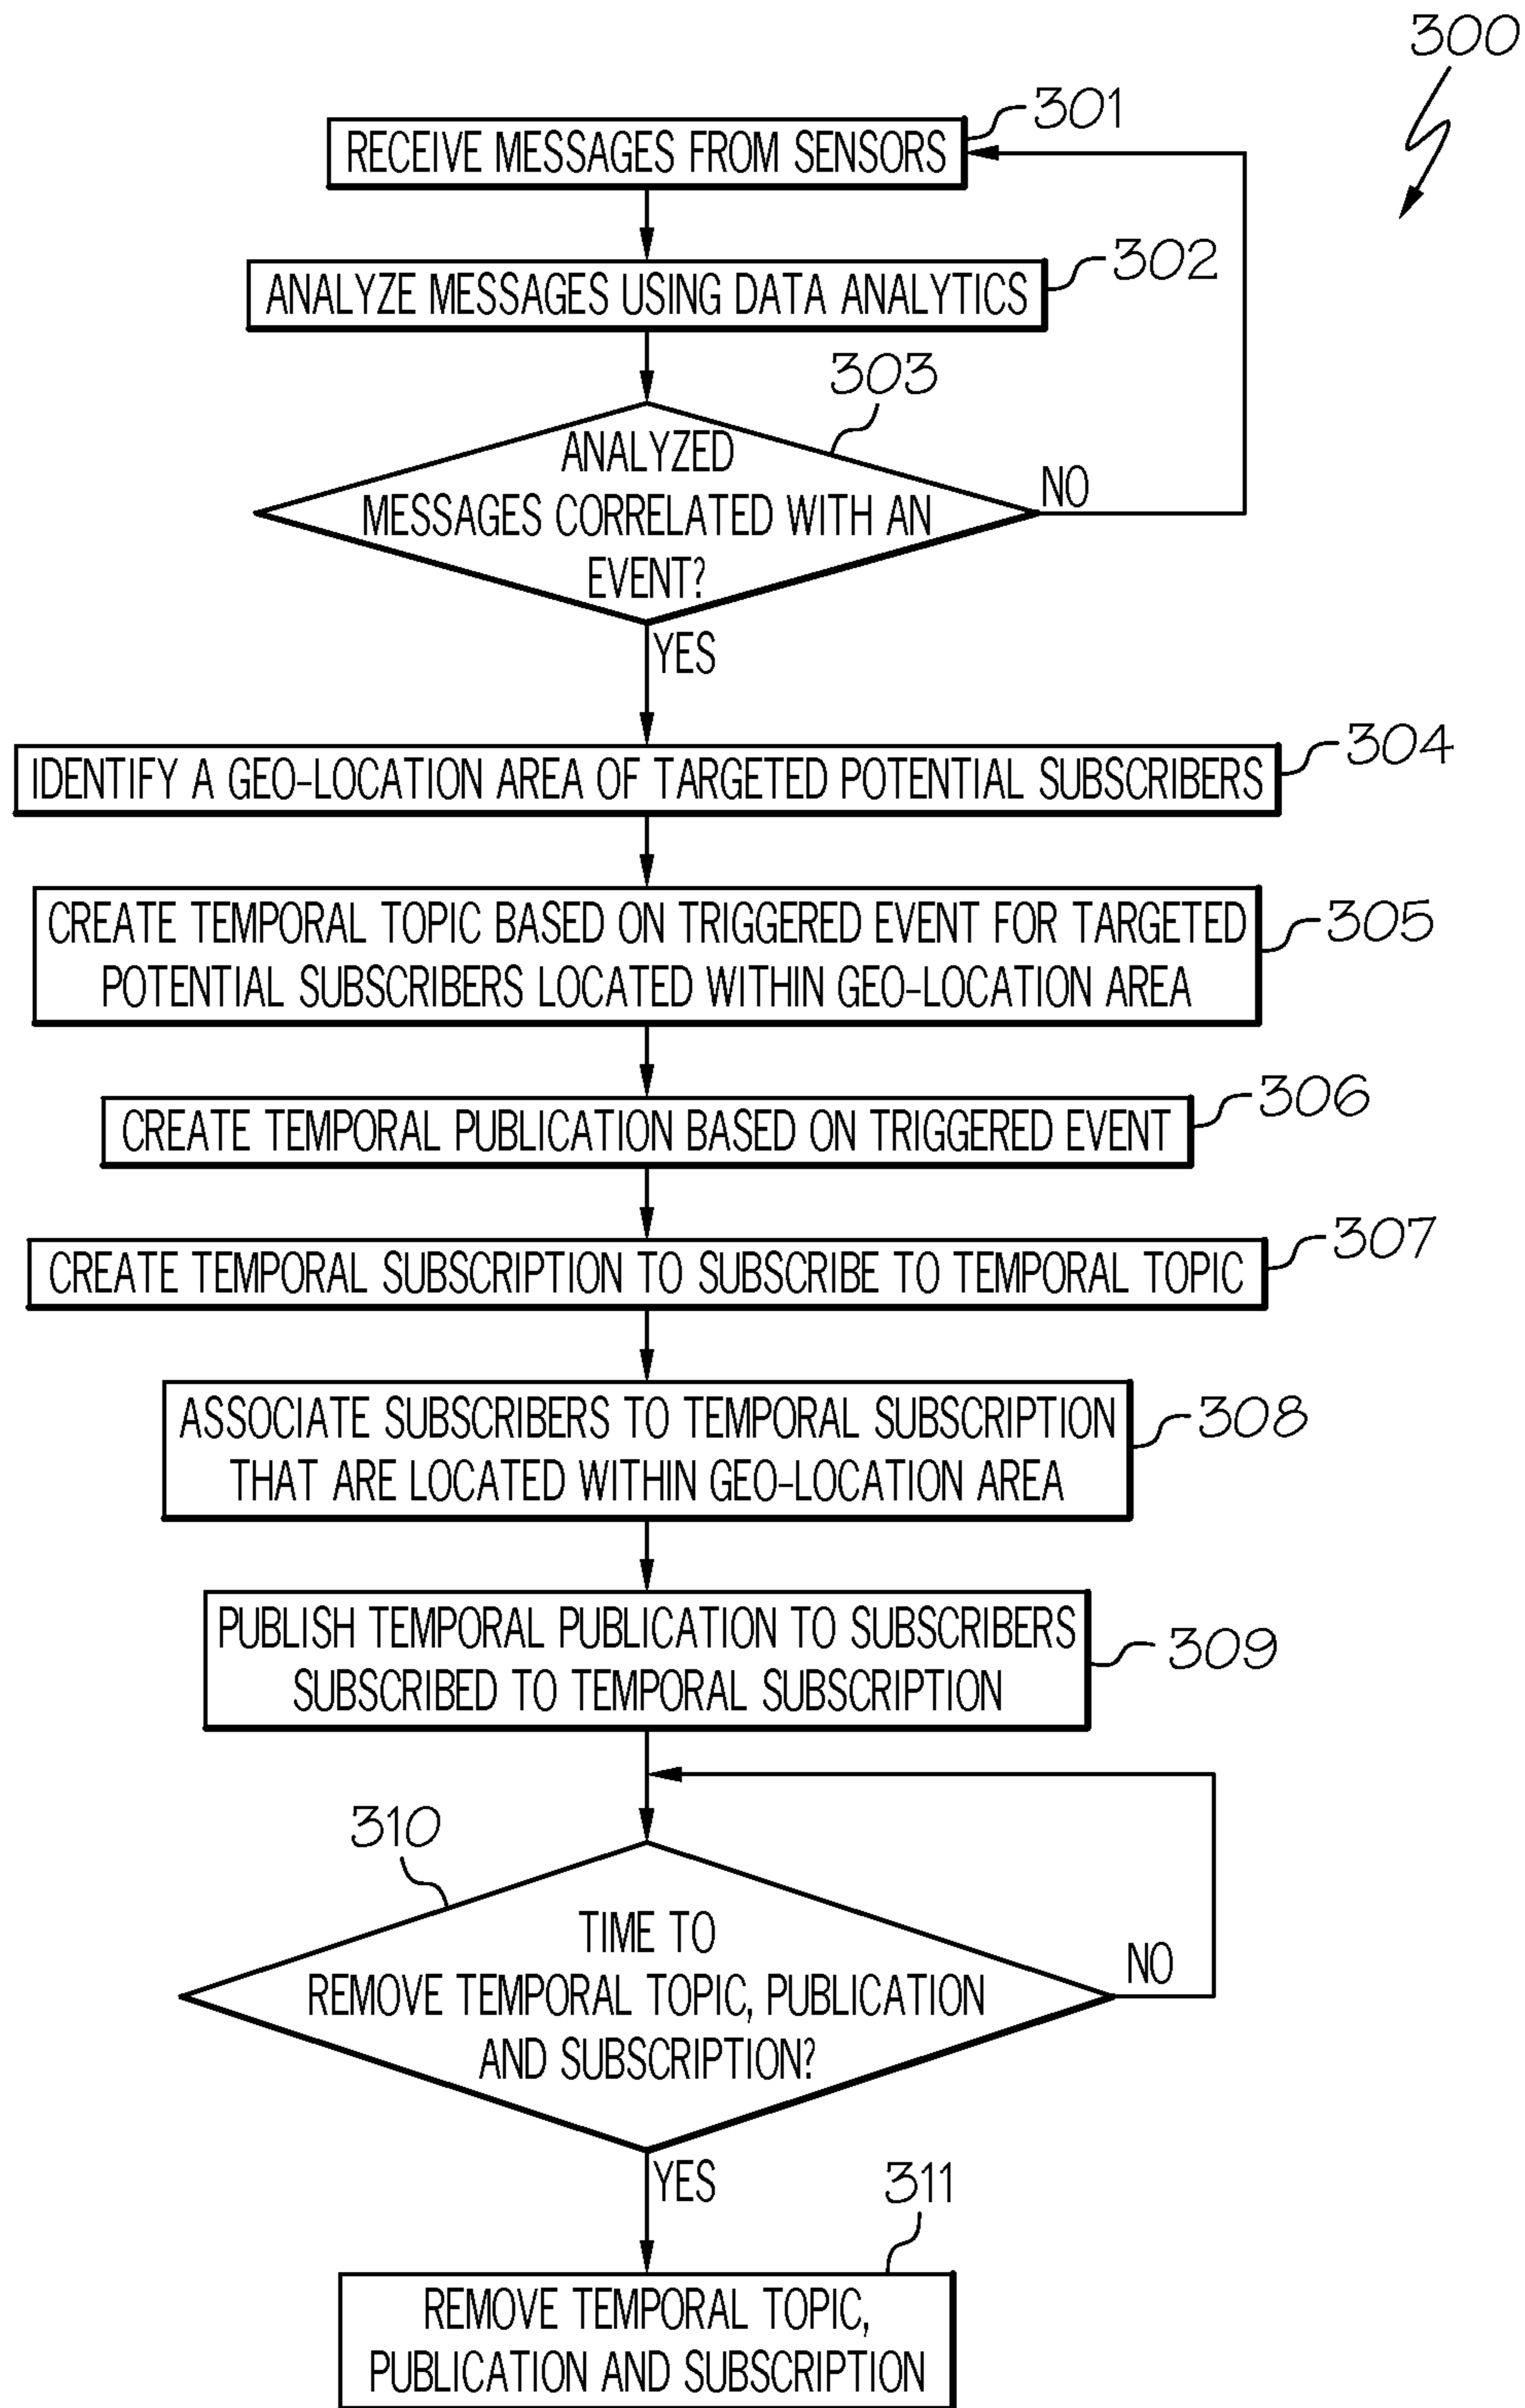 300
301
RECEIVE MESSAGES FROM SENSORS
302
ANALYZE MESSAGES USING DATA ANALYTICS
303
ANALYZED
MESSAGES CORRELATED WITH AN
EVENT?
NO
YES
304
IDENTIFY A GEO-LOCATION AREA OF TARGETED POTENTIAL SUBSCRIBERS
CREATE TEMPORAL TOPIC BASED ON TRIGGERED EVENT FOR TARGETED
POTENTIAL SUBSCRIBERS LOCATED WITHIN GEO-LOCATION AREA
305
306
CREATE TEMPORAL PUBLICATION BASED ON TRIGGERED EVENT
307
CREATE TEMPORAL SUBSCRIPTION TO SUBSCRIBE TO TEMPORAL TOPIC
ASSOCIATE SUBSCRIBERS TO TEMPORAL SUBSCRIPTION
THAT ARE LOCATED WITHIN GEO-LOCATION AREA
308
PUBLISH TEMPORAL PUBLICATION TO SUBSCRIBERS
SUBSCRIBED TO TEMPORAL SUBSCRIPTION
309
310
TIME TO
REMOVE TEMPORAL TOPIC, PUBLICATION
AND SUBSCRIPTION?
NO
YES
311
REMOVE TEMPORAL TOPIC,
PUBLICATION AND SUBSCRIPTION